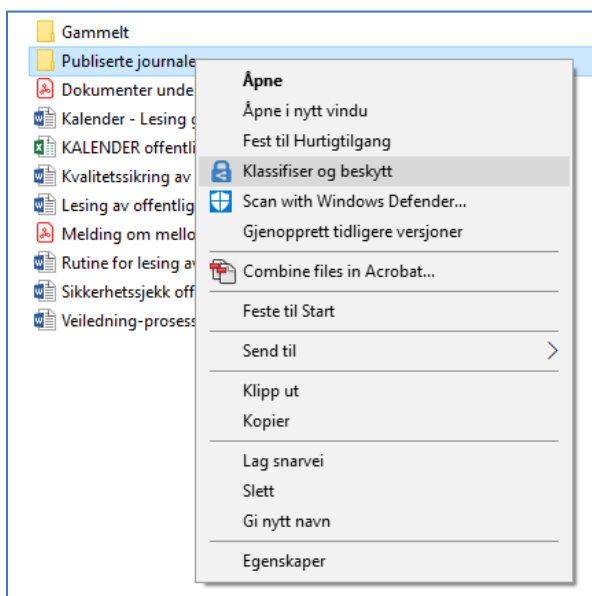 Gammelt
Publiserte journale
Dokumenter unde
Kalender - Lesing
KALENDER offentli
Kvalitetssikring av
Lesing av offentlig
Melding om mello
Rutine for lesing a
Sikkerhetssjekk off
Veiledning-proses
Åpne
Åpne i nytt vindu
Fest til Hurtigtilgang
Klassifiser og beskytt
Scan with Windows Defender...
Gjenopprett tidligere versjoner
Combine files in Acrobat...
Feste til Start
Send til
Klipp ut
Kopier
Lag snarvei
Slett
Gi nytt navn
Egenskaper